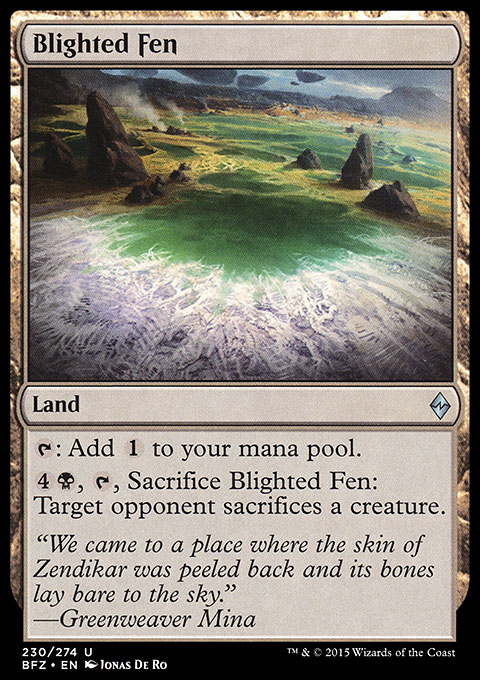 Blighted Fen
Land
: Add 1 to your mana pool.
4 , , Sacrifice Blighted Fen:
Target opponent sacrifices a creature.
“We came to a place where the skin of
Zendikar was peeled back and its bones
lay bare to the sky.”
—Greenweaver Mina
230/274 U
BFZ • EN Jonas De Ro
™ & © 2015 Wizards of the Coast